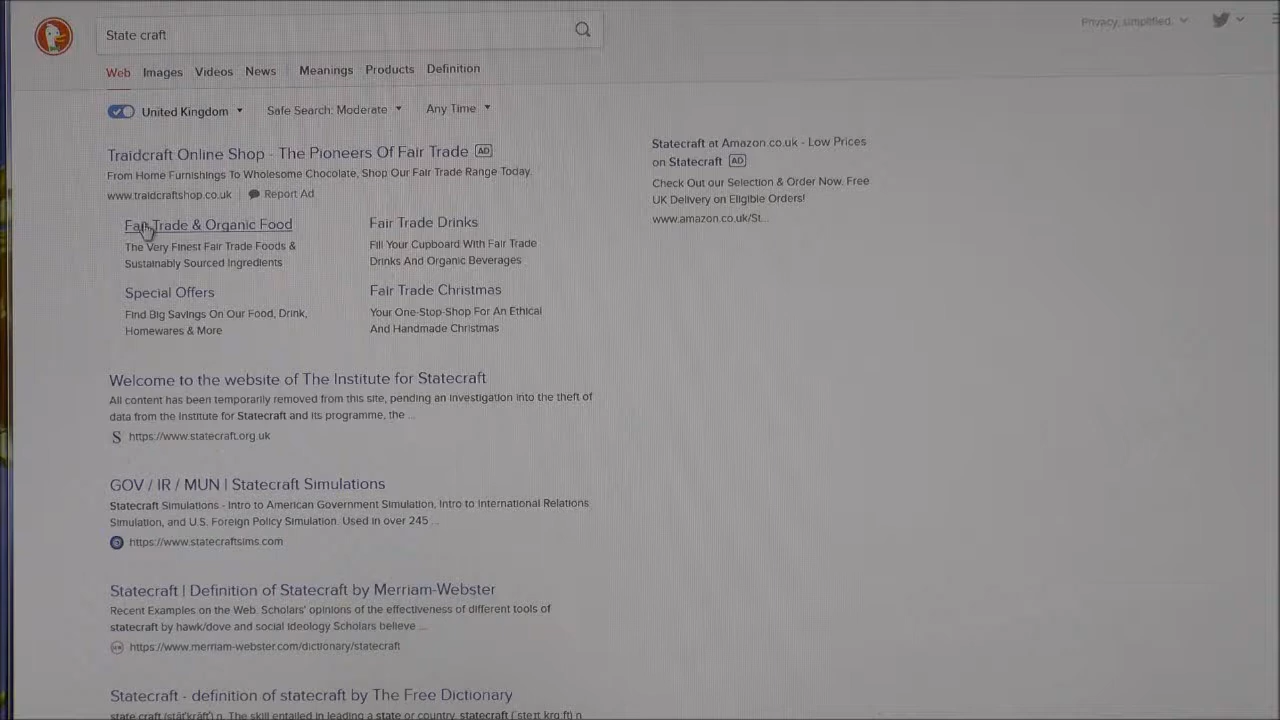 State craft
Privacy, simplified.
Web Images Videos News Meanings Products Definition
United Kingdom Safe Search: Moderate Any Time
Traidcraft Online Shop - The Pioneers Of Fair Trade AD
From Home Furnishings To Wholesome Chocolate, Shop Our Fair Trade Range Today.
www.traidcraftshop.co.uk Report Ad
Fair Trade & Organic Food
The Very Finest Fair Trade Foods &
Sustainably Sourced Ingredients
Fair Trade Drinks
Fill Your Cupboard With Fair Trade
Drinks And Organic Beverages
Special Offers
Find Big Savings On Our Food, Drink,
Homewares & More
Fair Trade Christmas
Your One-Stop-Shop For An Ethical
And Handmade Christmas
Statecraft at Amazon.co.uk - Low Prices
on Statecraft AD
Check Out our Selection & Order Now. Free
UK Delivery on Eligible Orders!
www.amazon.co.uk/St...
Welcome to the website of The Institute for Statecraft
All content has been temporarily removed from this site, pending an investigation into the theft of
data from the Institute for Statecraft and its programme, the ...
S https://www.statecraft.org.uk
GOV / IR / MUN | Statecraft Simulations
Statecraft Simulations - Intro to American Government Simulation, Intro to International Relations
Simulation, and U.S. Foreign Policy Simulation. Used in over 245 ...
https://www.statecraftsims.com
Statecraft | Definition of Statecraft by Merriam-Webster
Recent Examples on the Web. Scholars' opinions of the effectiveness of different tools of
statecraft by hawk/dove and social ideology Scholars believe ...
https://www.merriam-webster.com/dictionary/statecraft
Statecraft - definition of statecraft by The Free Dictionary
n. The skill entailed in leading a state or country. statecraft